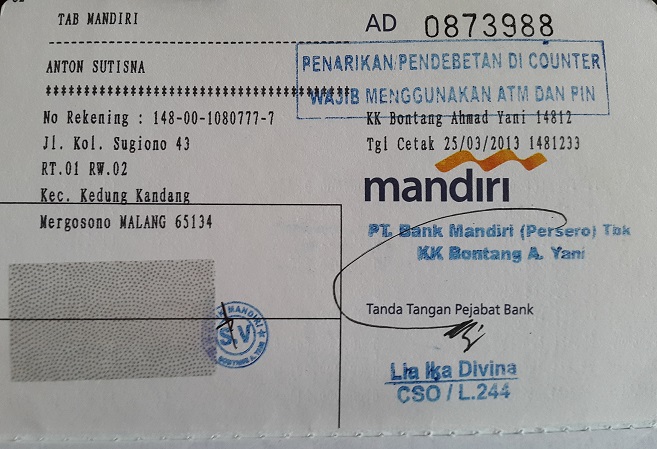 TAB MANDIRI
AD 0873988
PENARIKAN/PENDEBETAN DI COUNTER
WAJIB MENGGUNAKAN ATM DAN PIN
ANTON SUTISNA
No Rekening : 148-00-1080777-7
Jl. Kol. Sugiono 43
RT.01 RW.02
Kec. Kedung Kandang
Mergosono MALANG 65134
KK Bontang Ahmad Yani 14812
Tgl Cetak 25/03/2013 1481233
mandiri
PT. Bank Mandiri (Persero) Tbk
KK Bontang A. Yani
Tanda Tangan Pejabat Bank
Lia Ika Divina
CSO / L.244
MANDIRI
S.V